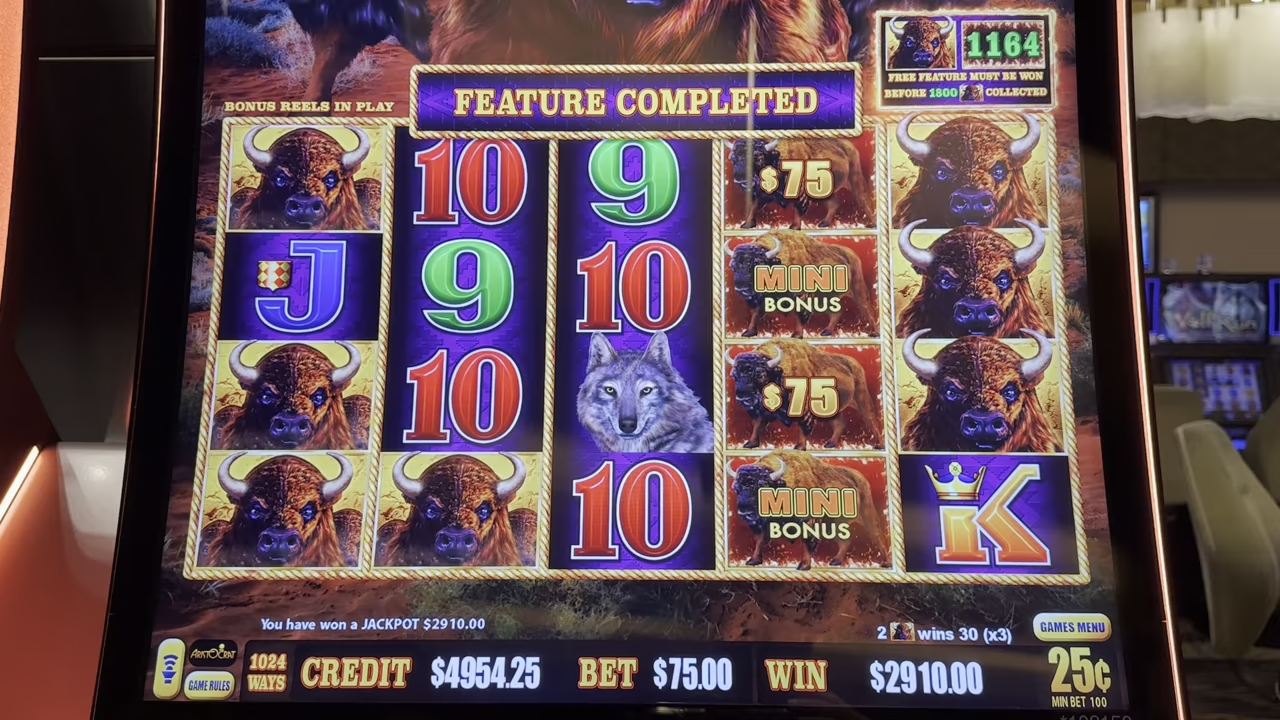 1164
FREE FEATURE MUST BE WON
BEFORE 1800 COLLECTED
BONUS REELS IN PLAY
FEATURE COMPLETED
10
9
$75
J
9
10
MINI
BONUS
10
$75
10
MINI
BONUS
K
You have won a JACKPOT $2910.00
2 wins 30 (x3)
GAMES MENU
ARISTOCRAT
GAME RULES
1024
WAYS
CREDIT $4954.25
BET $75.00
WIN $2910.00
25¢
MIN BET 100